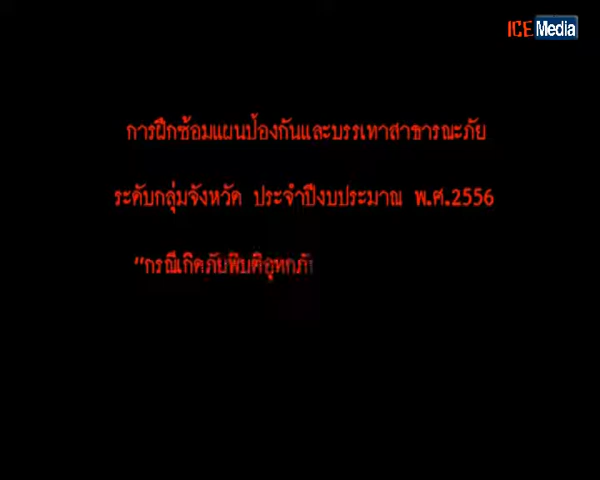 ICE Media
การฝึกซ้อมแผนป้องกันและบรรเทาสาธารณะภัย
ระดับกลุ่มจังหวัด ประจำปีงบประมาณ พ.ศ.2556
"กรณีเกิดภัยพิบัติอุทกภั